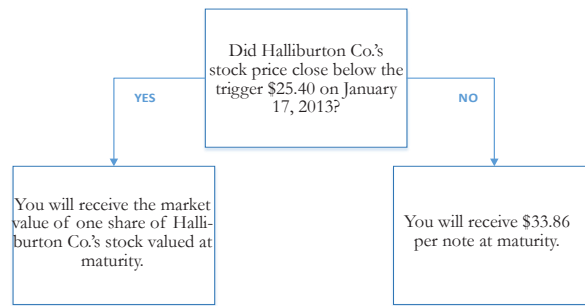 Did Halliburton Co.'s
stock price close below the
trigger $25.40 on January
17, 2013?
YES
NO
You will receive the market
value of one share of Halli-
burton Co.'s stock valued at
maturity.
You will receive $33.86
per note at maturity.